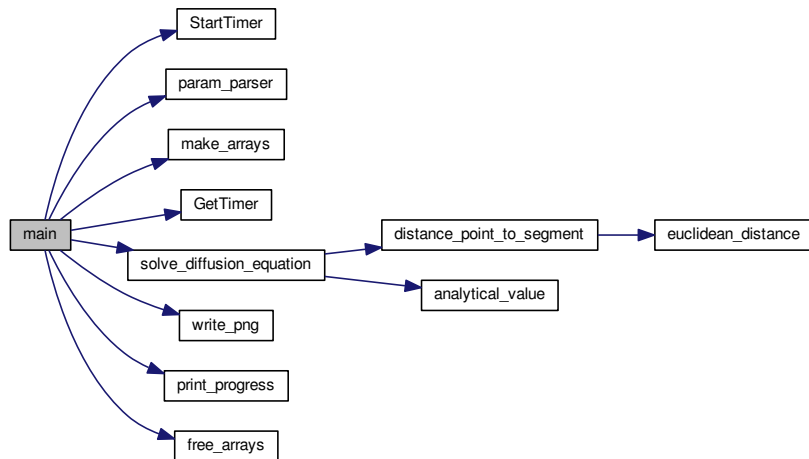 StartTimer
param_parser
make_arrays
GetTimer
main
distance_point_to_segment
euclidean_distance
solve_diffusion_equation
analytical_value
write_png
print_progress
free_arrays